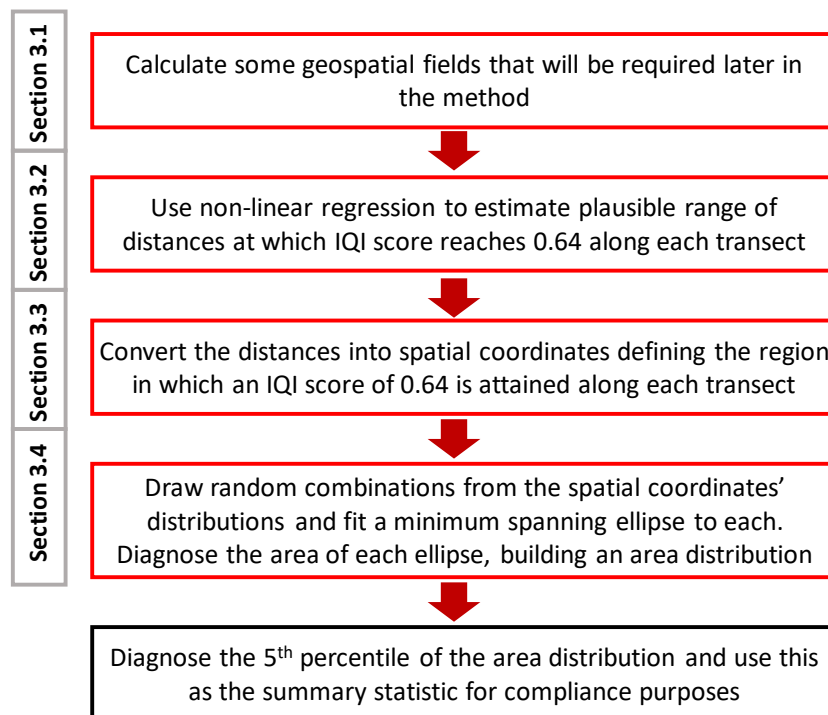 Section 3.1
Calculate some geospatial fields that will be required later in
the method
Section 3.2
Use non-linear regression to estimate plausible range of
distances at which IQI score reaches 0.64 along each transect
Section 3.3
Convert the distances into spatial coordinates defining the region
in which an IQI score of 0.64 is attained along each transect
Section 3.4
Draw random combinations from the spatial coordinates’
distributions and fit a minimum spanning ellipse to each.
Diagnose the area of each ellipse, building an area distribution
Diagnose the 5th percentile of the area distribution and use this
as the summary statistic for compliance purposes